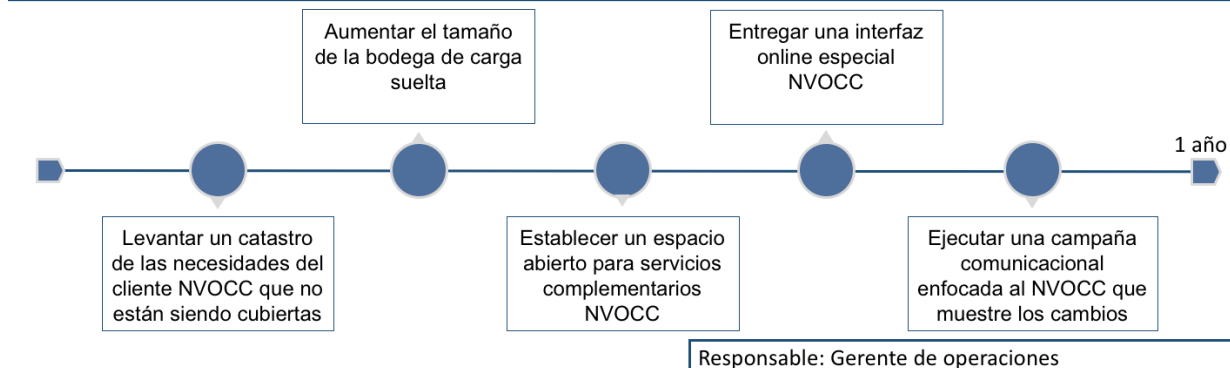 Aumentar el tamaño
de la bodega de carga
suelta
Entregar una interfaz
online especial
NVOCC
1 año
Levantar un catastro
de las necesidades del
cliente NVOCC que no
están siendo cubiertas
Establecer un espacio
abierto para servicios
complementarios
NVOCC
Ejecutar una campaña
comunicacional
enfocada al NVOCC que
muestre los cambios
Responsable: Gerente de operaciones